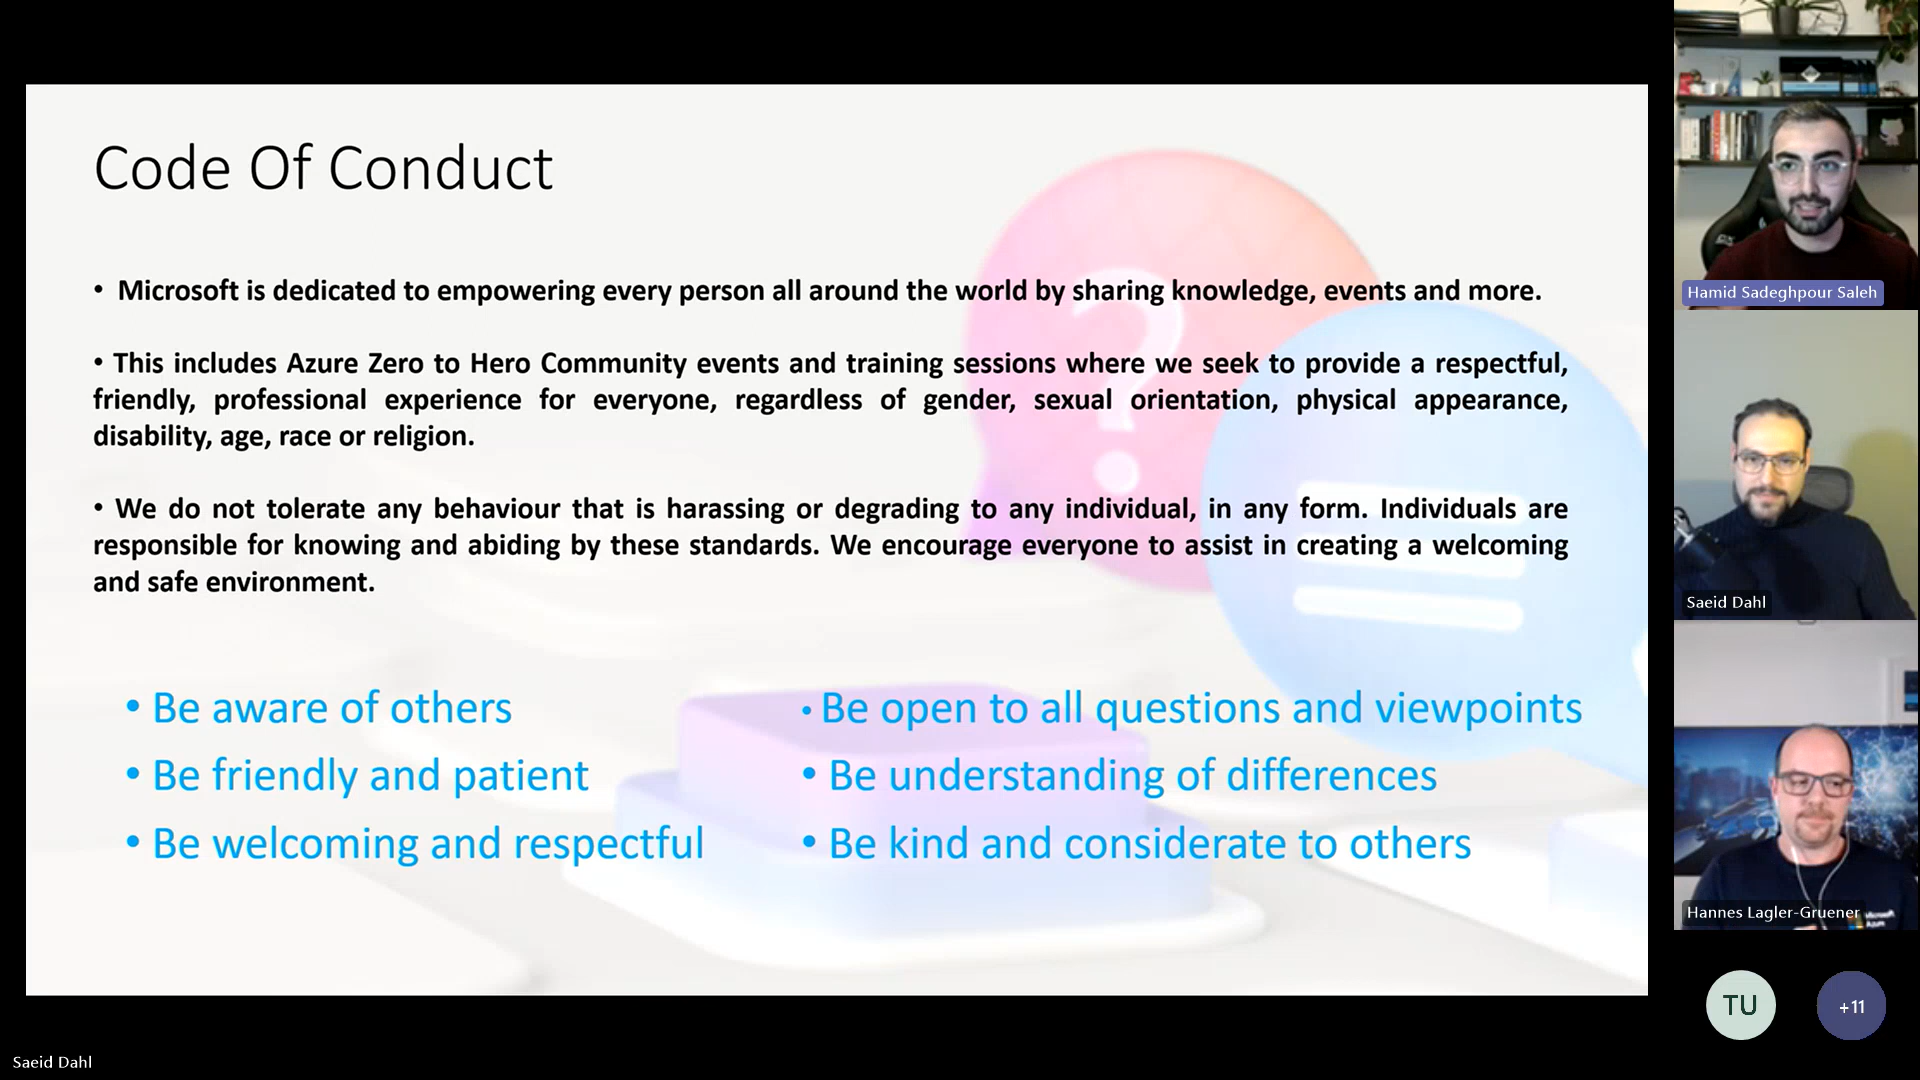 Code Of Conduct
• Microsoft is dedicated to empowering every person all around the world by sharing knowledge, events and more.
• This includes Azure Zero to Hero Community events and training sessions where we seek to provide a respectful,
friendly, professional experience for everyone, regardless of gender, sexual orientation, physical appearance,
disability, age, race or religion.
• We do not tolerate any behaviour that is harassing or degrading to any individual, in any form. Individuals are
responsible for knowing and abiding by these standards. We encourage everyone to assist in creating a welcoming
and safe environment.
• Be aware of others
• Be friendly and patient
• Be welcoming and respectful
• Be open to all questions and viewpoints
• Be understanding of differences
• Be kind and considerate to others
Hamid Sadeghpour Saleh
Saeid Dahl
Hannes Lagler-Gruener
Microsoft
Azure
TU
+11
Saeid Dahl